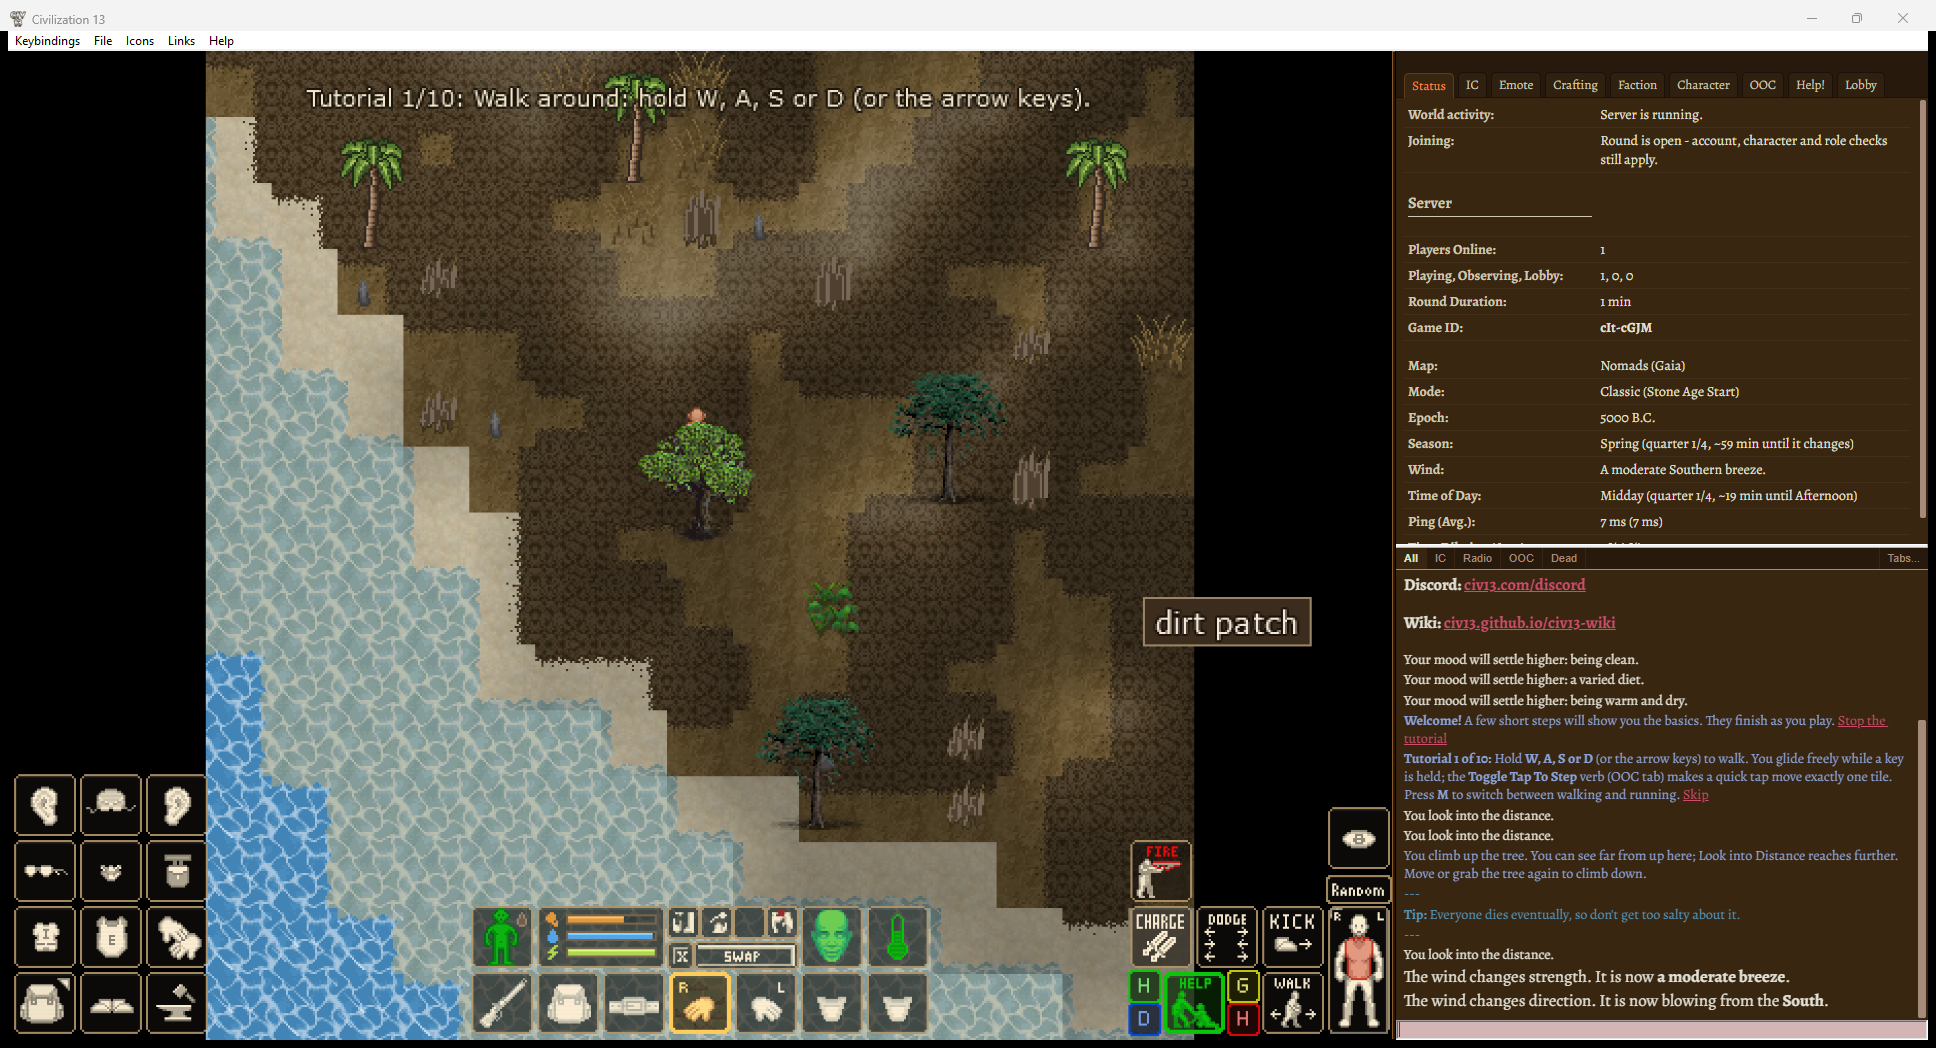 Civilization 13
Keybindings File Icons Links Help
Tutorial 1/10: Walk around: hold W, A, S or D (or the arrow keys).
dirt patch
FIRE
Random
CHARGE
DODGE
KICK
R L
SWAP
R
L
H
HELP
G
WALK
D
H
I
E
B
X
Status IC Emote Crafting Faction Character OOC Help! Lobby
World activity: Server is running.
Joining: Round is open - account, character and role checks
still apply.
Server
Players Online: 1
Playing, Observing, Lobby: 1, 0, 0
Round Duration: 1 min
Game ID: cIt-cGJM
Map: Nomads (Gaia)
Mode: Classic (Stone Age Start)
Epoch: 5000 B.C.
Season: Spring (quarter 1/4, ~59 min until it changes)
Wind: A moderate Southern breeze.
Time of Day: Midday (quarter 1/4, ~19 min until Afternoon)
Ping (Avg.): 7 ms (7 ms)
All IC Radio OOC Dead Tabs...
Discord: civ13.com/discord
Wiki: civ13.github.io/civ13-wiki
Your mood will settle higher: being clean.
Your mood will settle higher: a varied diet.
Your mood will settle higher: being warm and dry.
Welcome! A few short steps will show you the basics. They finish as you play. Stop the
tutorial
Tutorial 1 of 10: Hold W, A, S or D (or the arrow keys) to walk. You glide freely while a key
is held; the Toggle Tap To Step verb (OOC tab) makes a quick tap move exactly one tile.
Press M to switch between walking and running. Skip
You look into the distance.
You look into the distance.
You climb up the tree. You can see far from up here; Look into Distance reaches further.
Move or grab the tree again to climb down.
---
Tip: Everyone dies eventually, so don't get too salty about it.
---
You look into the distance.
The wind changes strength. It is now a moderate breeze.
The wind changes direction. It is now blowing from the South.